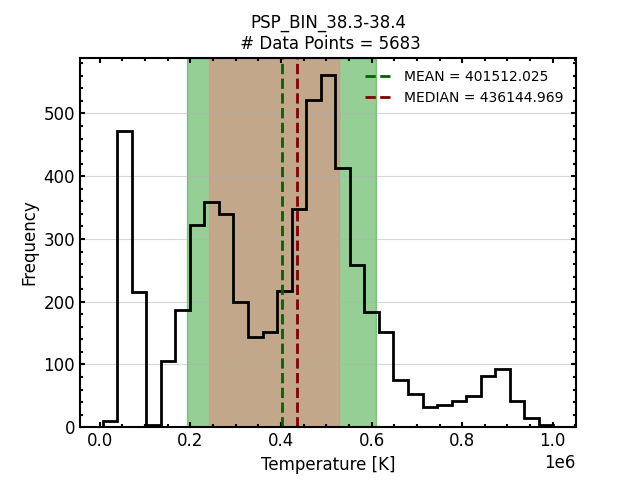 PSP_BIN_38.3-38.4
# Data Points = 5683
MEAN = 401512.025
MEDIAN = 436144.969
500
400
300
200
100
0
Frequency
0.0 0.2 0.4 0.6 0.8 1.0
1e6
Temperature [K]